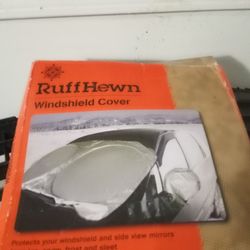 RuffHewn
Windshield Cover
Protects your windshield and side view mirrors
frost and sleet